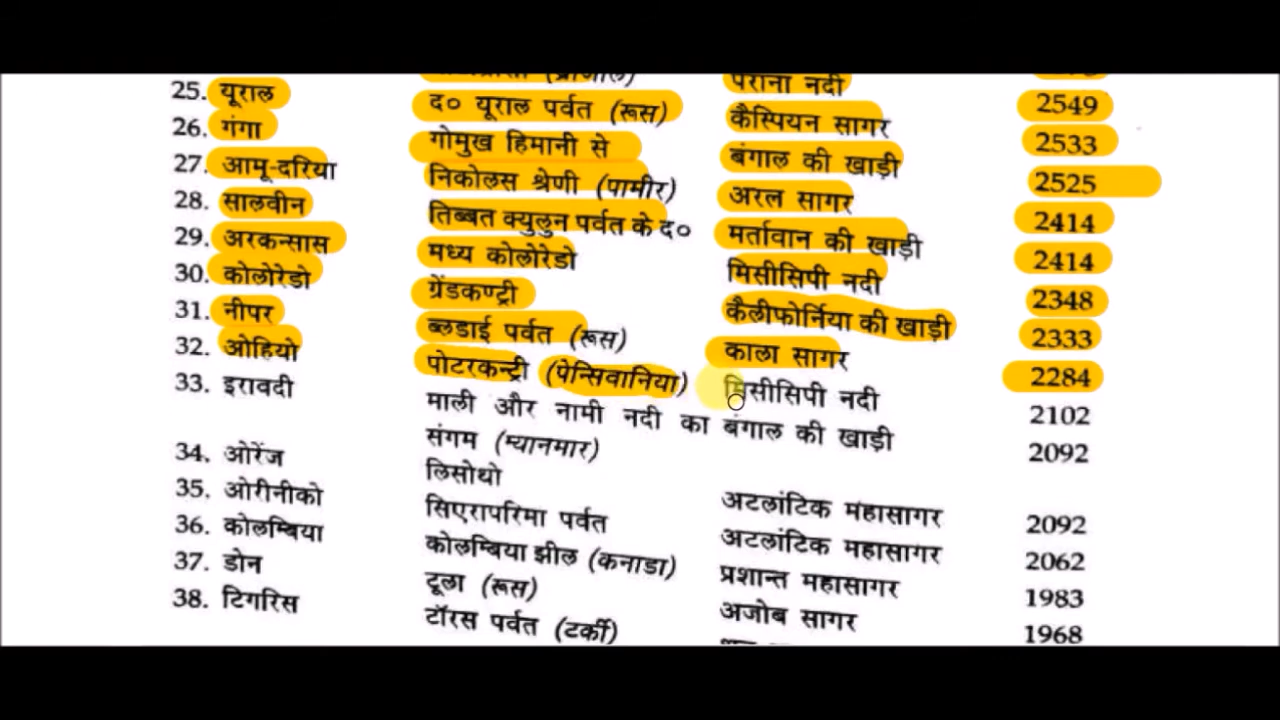 पराना नदी 2549
25. यूराल द० यूराल पर्वत (रूस) कैस्पियन सागर 2533
26. गंगा गोमुख हिमानी से बंगाल की खाड़ी 2525
27. आमू-दरिया निकोलस श्रेणी (पामीर) अरल सागर 2414
28. सालवीन तिब्बत क्युलुन पर्वत के द० मर्तावान की खाड़ी 2414
29. अरकन्सास मध्य कोलोरेडो मिसीसिपी नदी 2348
30. कोलोरेडो ग्रेंडकण्ट्री कैलीफोर्निया की खाड़ी 2333
31. नीपर ब्लडाई पर्वत (रूस) काला सागर 2284
32. ओहियो पोटरकन्ट्री (पेन्सिवानिया) मिसीसिपी नदी 2102
33. इरावदी माली और नामी नदी का बंगाल की खाड़ी 2092
संगम (म्यानमार)
34. ओरेंज लिसोथो अटलांटिक महासागर 2092
35. ओरीनीको सिएरापरिमा पर्वत अटलांटिक महासागर 2062
36. कोलम्बिया कोलम्बिया झील (कनाडा) प्रशान्त महासागर 1983
37. डोन टूला (रूस) अजोब सागर 1968
38. टिगरिस टॉरस पर्वत (टर्की)